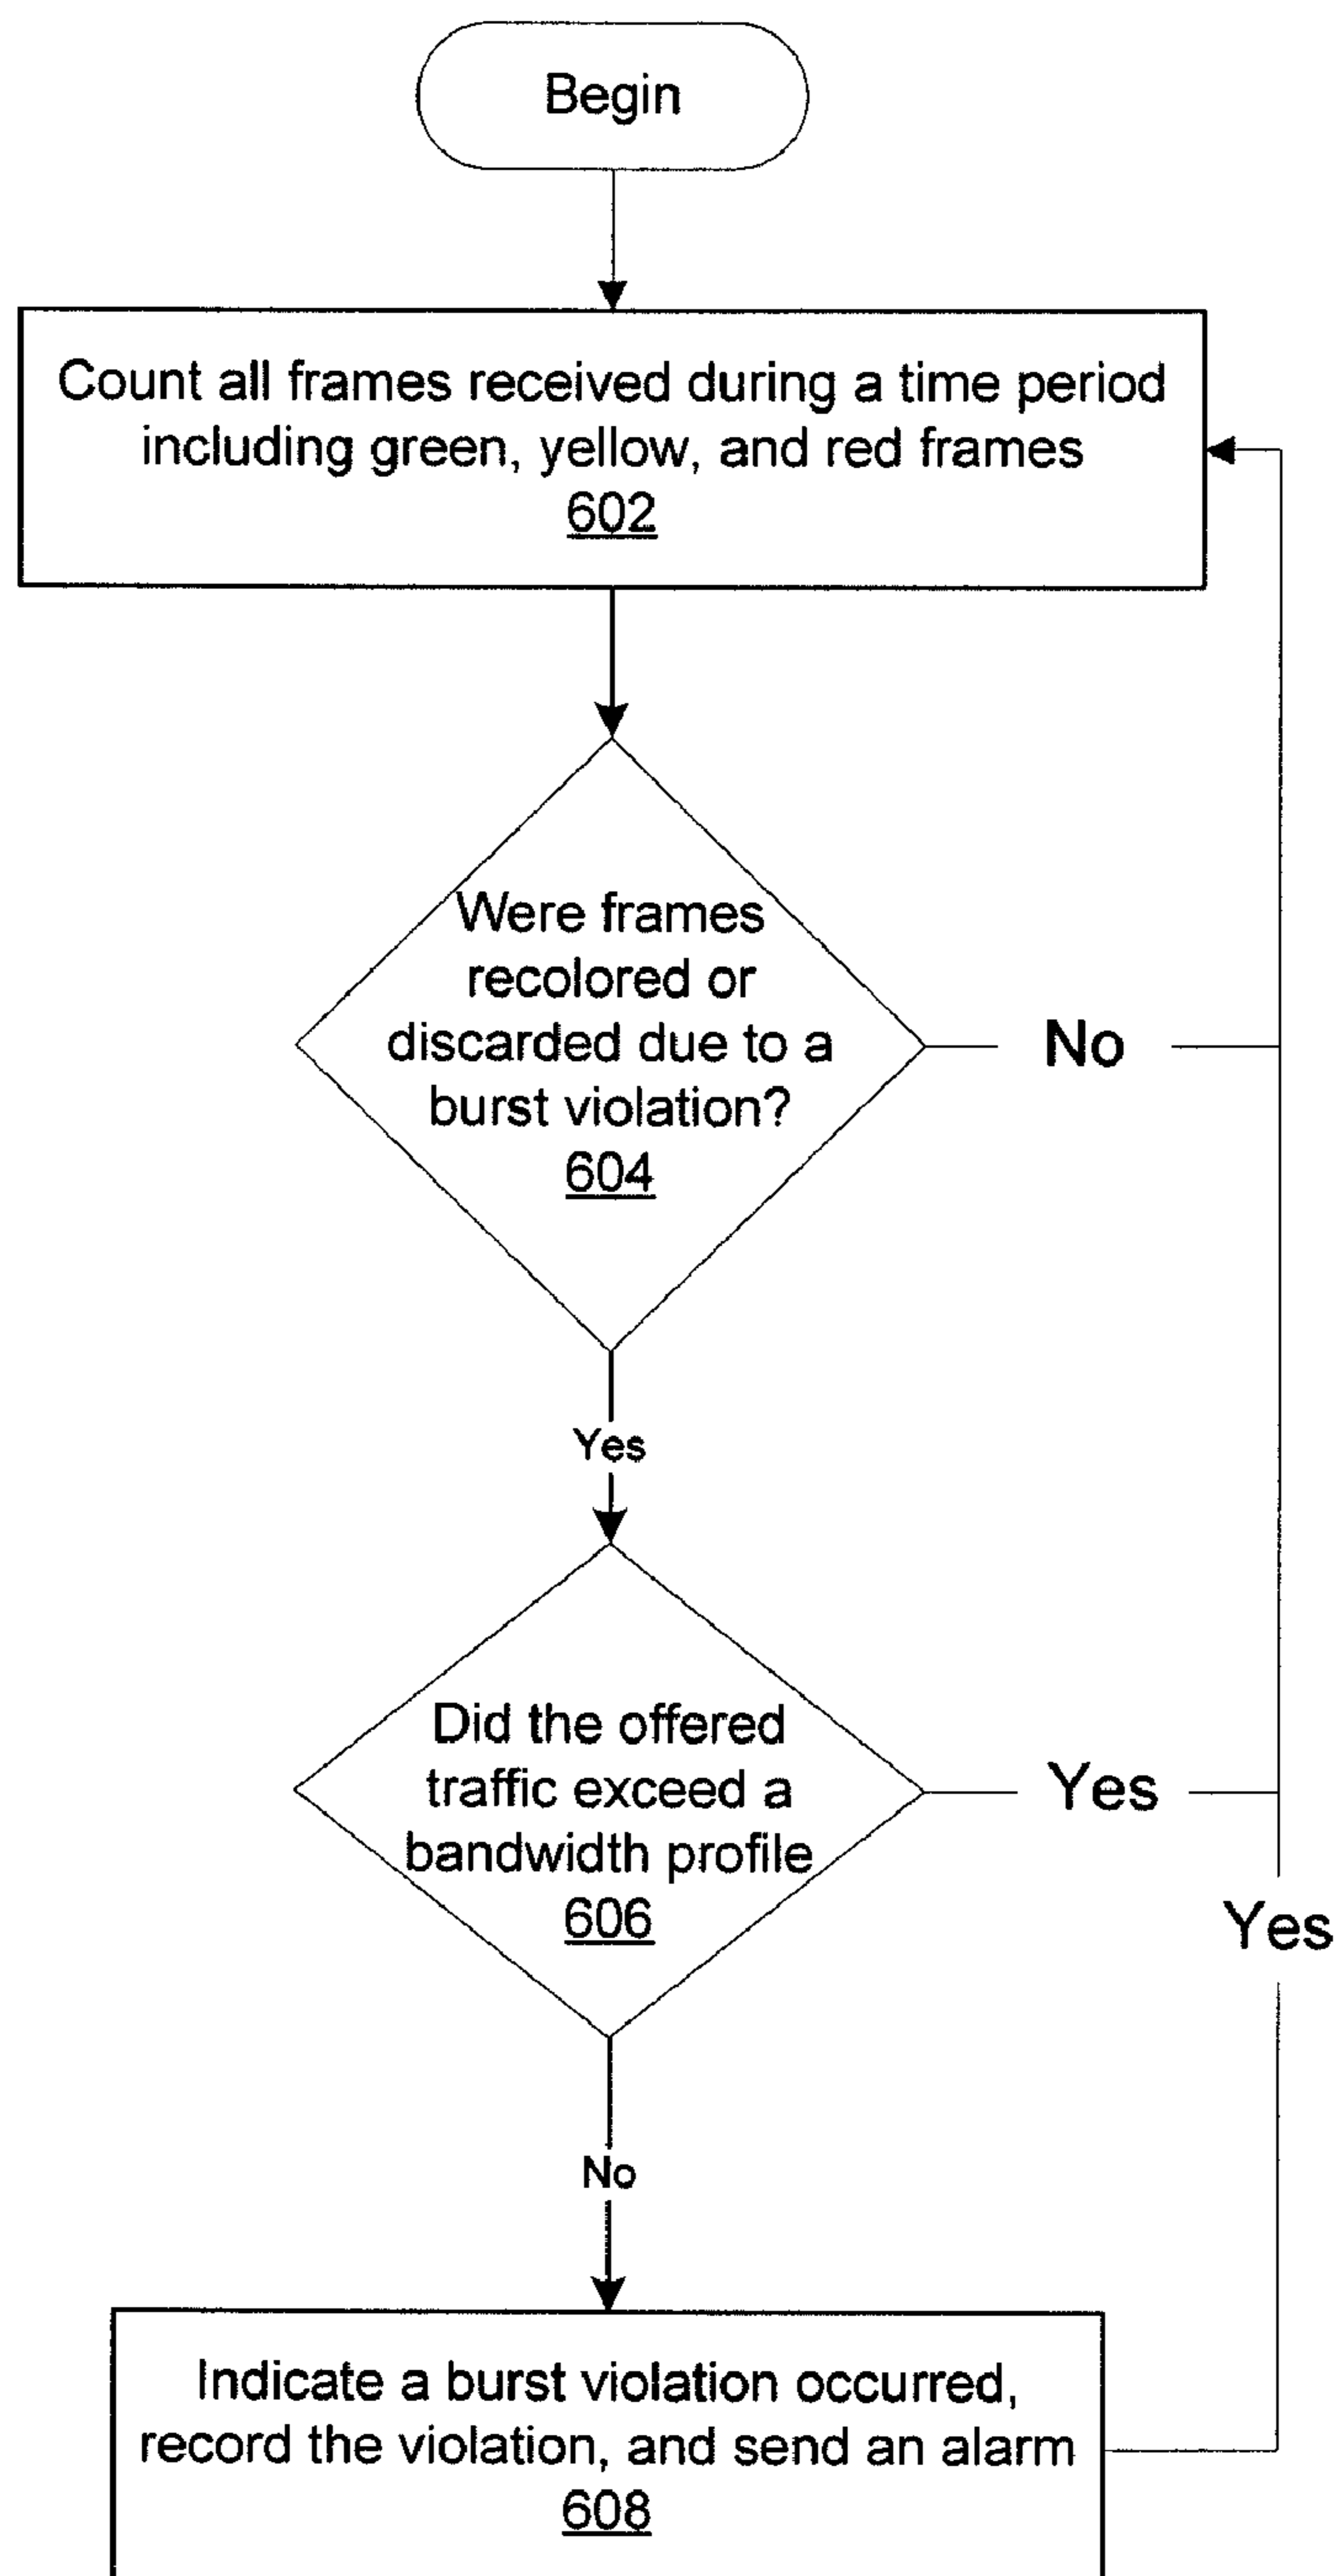 Begin
Count all frames received during a time period
including green, yellow, and red frames
602
Were frames
recolored or
discarded due to a
burst violation?
604
No
Yes
Did the offered
traffic exceed a
bandwidth profile
606
Yes
Yes
No
Indicate a burst violation occurred,
record the violation, and send an alarm
608